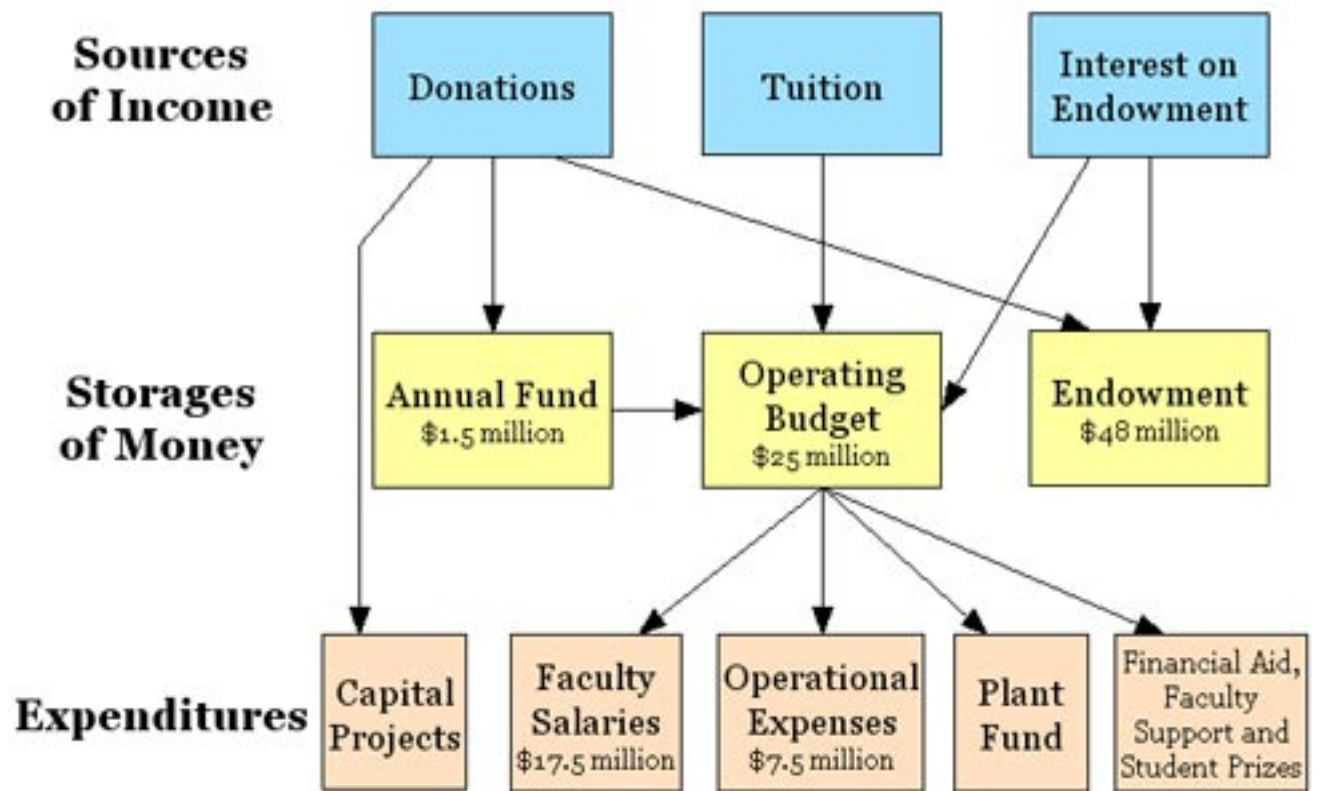 Sources
of Income
Donations
Tuition
Interest on
Endowment
Storages
of Money
Annual Fund
$1.5 million
Operating
Budget
$25 million
Endowment
$48 million
Expenditures
Capital
Projects
Faculty
Salaries
$17.5 million
Operational
Expenses
$7.5 million
Plant
Fund
Financial Aid,
Faculty
Support and
Student Prizes